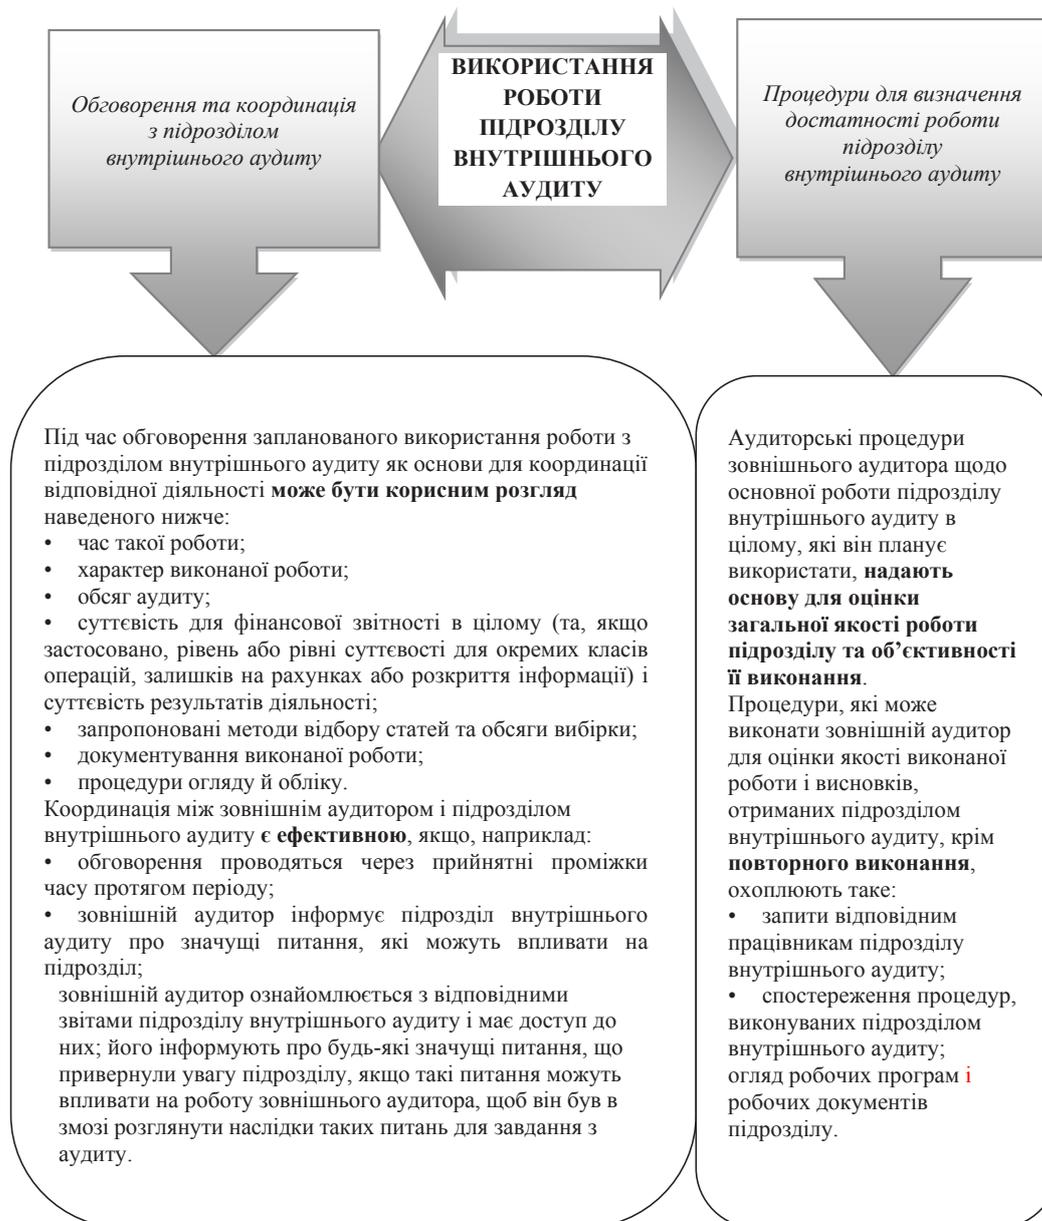 Обговорення та координація
з підрозділом
внутрішнього аудиту
ВИКОРИСТАННЯ
РОБОТИ
ПІДРОЗДІЛУ
ВНУТРІШНЬОГО
АУДИТУ
Процедури для визначення
достатності роботи
підрозділу
внутрішнього аудиту
Під час обговорення запланованого використання роботи з
підрозділом внутрішнього аудиту як основи для координації
відповідної діяльності може бути корисним розгляд
наведеного нижче:
• час такої роботи;
• характер виконаної роботи;
• обсяг аудиту;
• суттєвість для фінансової звітності в цілому (та, якщо
застосовано, рівень або рівні суттєвості для окремих класів
операцій, залишків на рахунках або розкриття інформації) і
суттєвість результатів діяльності;
• запропоновані методи відбору статей та обсяги вибірки;
• документування виконаної роботи;
• процедури огляду й обліку.
Координація між зовнішнім аудитором і підрозділом
внутрішнього аудиту є ефективною, якщо, наприклад:
• обговорення проводяться через прийнятні проміжки
часу протягом періоду;
• зовнішній аудитор інформує підрозділ внутрішнього
аудиту про значущі питання, які можуть впливати на
підрозділ;
зовнішній аудитор ознайомлюється з відповідними
звітами підрозділу внутрішнього аудиту і має доступ до
них; його інформують про будь-які значущі питання, що
привернули увагу підрозділу, якщо такі питання можуть
впливати на роботу зовнішнього аудитора, щоб він був в
змозі розглянути наслідки таких питань для завдання з
аудиту.
Аудиторські процедури
зовнішнього аудитора щодо
основної роботи підрозділу
внутрішнього аудиту в
цілому, які він планує
використати, надають
основу для оцінки
загальної якості роботи
підрозділу та об’єктивності
її виконання.
Процедури, які може
виконати зовнішній аудитор
для оцінки якості виконаної
роботи і висновків,
отриманих підрозділом
внутрішнього аудиту, крім
повторного виконання,
охоплюють таке:
• запити відповідним
працівникам підрозділу
внутрішнього аудиту;
• спостереження процедур,
виконуваних підрозділом
внутрішнього аудиту;
огляд робочих програм і
робочих документів
підрозділу.